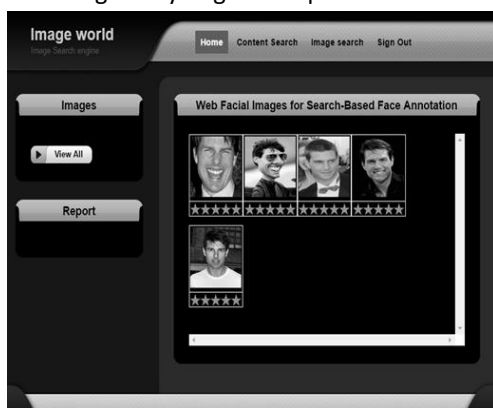 Image world
Image Search engine
Home Content Search Image search Sign Out
Images
View All
Report
Web Facial Images for Search-Based Face Annotation